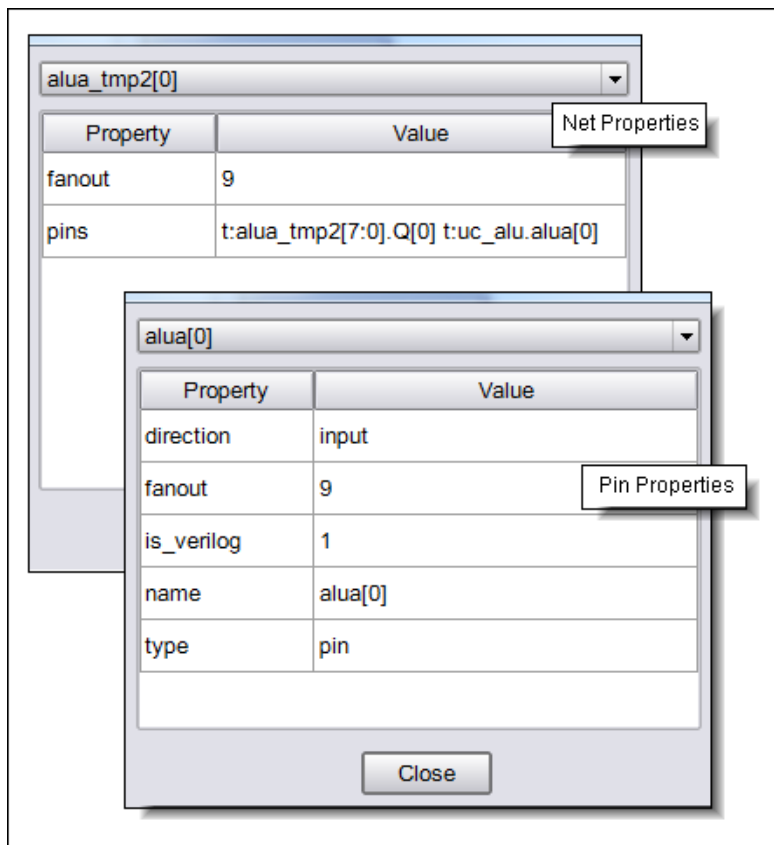 alua_tmp2[0]
Net Properties
Property Value
fanout 9
pins t:alua_tmp2[7:0].Q[0] t:uc_alu.alua[0]
alua[0]
Property Value
direction input
fanout 9
Pin Properties
is_verilog 1
name alua[0]
type pin
Close